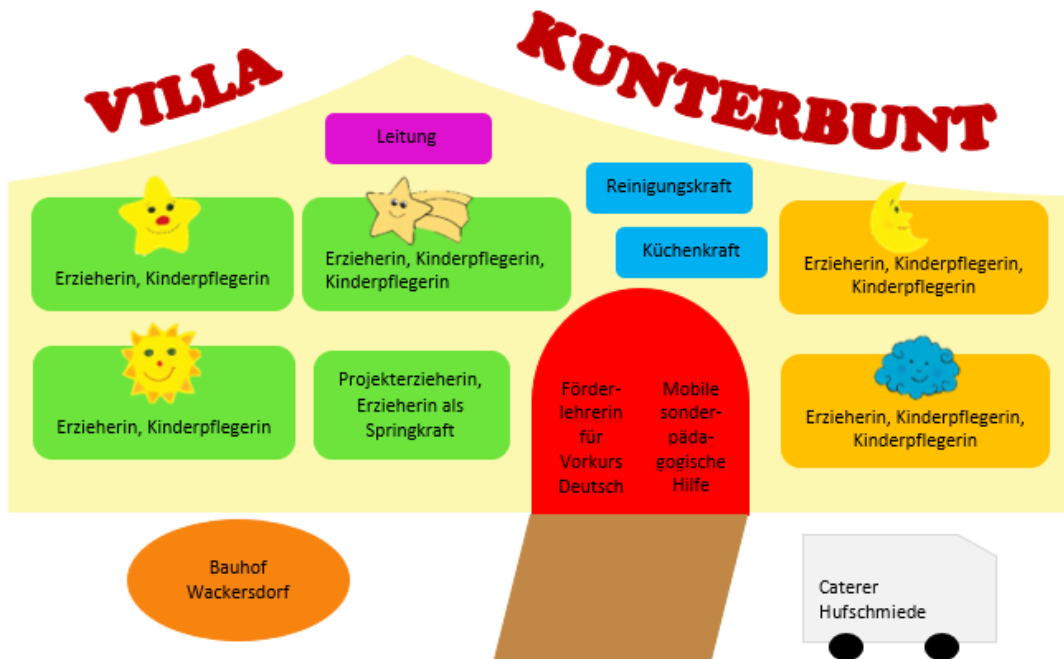 VILLA KUNTERBUNT
Leitung
Reinigungskraft
Küchenkraft
Erzieherin, Kinderpflegerin
Erzieherin, Kinderpflegerin,
Kinderpflegerin
Erzieherin, Kinderpflegerin,
Kinderpflegerin
Erzieherin, Kinderpflegerin
Projekterzieherin,
Erzieherin als
Springkraft
Förder-
lehrerin
für
Vorkurs
Deutsch
Mobile
sonder-
päda-
gogische
Hilfe
Erzieherin, Kinderpflegerin,
Kinderpflegerin
Bauhof
Wackersdorf
Caterer
Hufschmiede